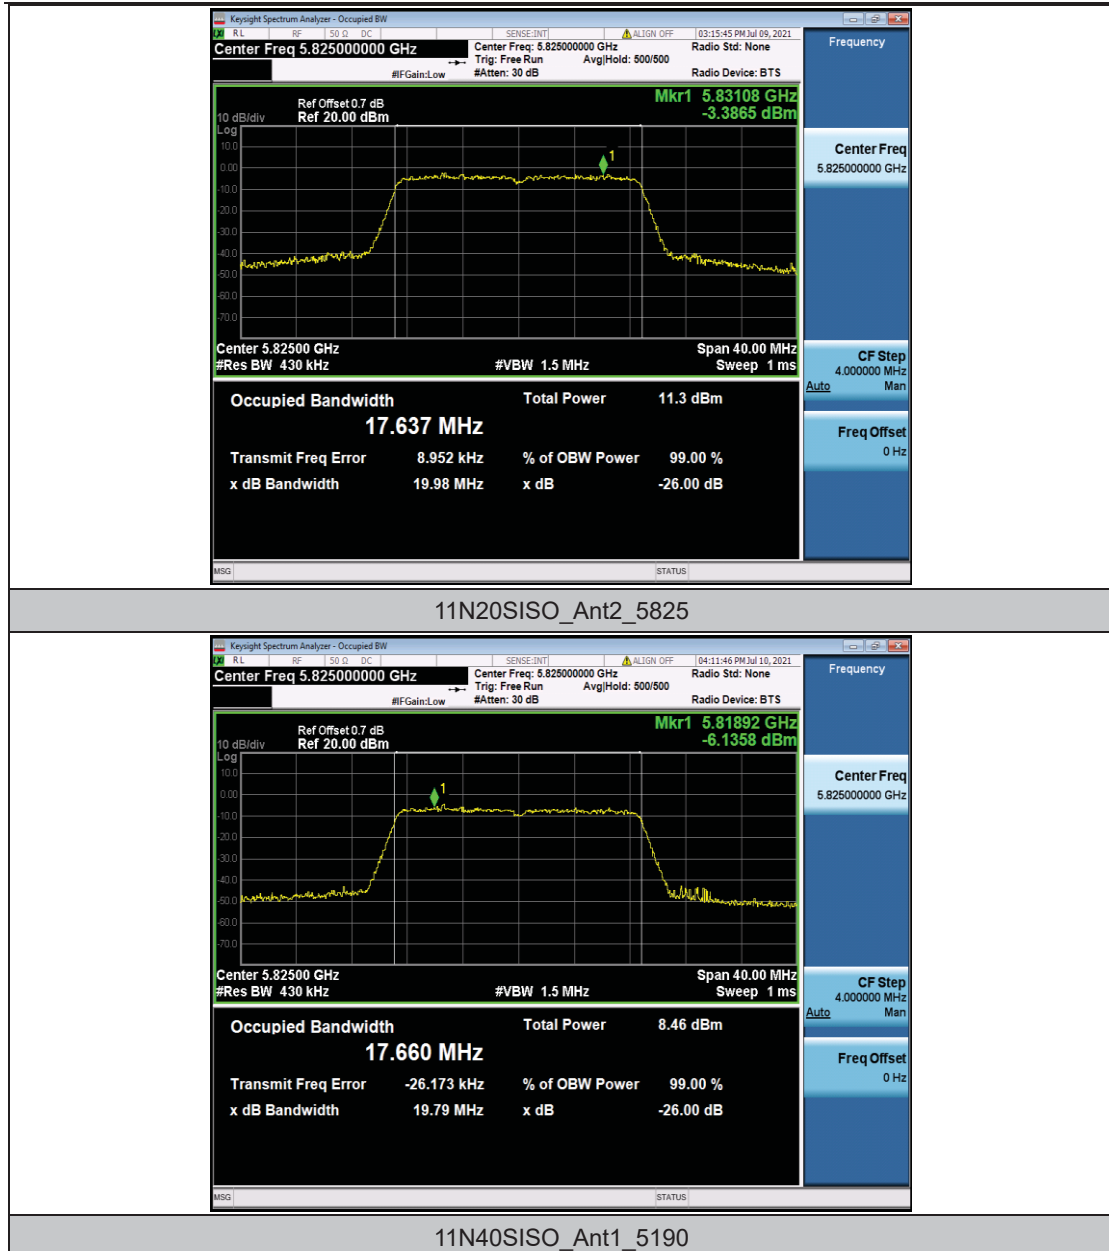 Keysight Spectrum Analyzer - Occupied BW
LXI RL RF 50 Ω DC SENSE:INT ALIGN OFF 03:15:45 PM Jul 09, 2021
Center Freq 5.825000000 GHz
Center Freq: 5.825000000 GHz Radio Std: None
Trig: Free Run Avg|Hold: 500/500
#IFGain:Low #Atten: 30 dB Radio Device: BTS
Frequency
Mkr1 5.83108 GHz
-3.3865 dBm
Ref Offset 0.7 dB
10 dB/div Ref 20.00 dBm
Log
10.0
0.00
-10.0
-20.0
-30.0
-40.0
-50.0
-60.0
-70.0
1
Center 5.82500 GHz Span 40.00 MHz
#Res BW 430 kHz #VBW 1.5 MHz Sweep 1 ms
Center Freq
5.825000000 GHz
CF Step
4.000000 MHz
Auto Man
Freq Offset
0 Hz
Occupied Bandwidth Total Power 11.3 dBm
17.637 MHz
Transmit Freq Error 8.952 kHz % of OBW Power 99.00 %
x dB Bandwidth 19.98 MHz x dB -26.00 dB
MSG STATUS
11N20SISO_Ant2_5825
Keysight Spectrum Analyzer - Occupied BW
LXI RL RF 50 Ω DC SENSE:INT ALIGN OFF 04:11:46 PM Jul 10, 2021
Center Freq 5.825000000 GHz
Center Freq: 5.825000000 GHz Radio Std: None
Trig: Free Run Avg|Hold: 500/500
#IFGain:Low #Atten: 30 dB Radio Device: BTS
Frequency
Mkr1 5.81892 GHz
-6.1358 dBm
Ref Offset 0.7 dB
10 dB/div Ref 20.00 dBm
Log
10.0
0.00
-10.0
-20.0
-30.0
-40.0
-50.0
-60.0
-70.0
1
Center 5.82500 GHz Span 40.00 MHz
#Res BW 430 kHz #VBW 1.5 MHz Sweep 1 ms
Center Freq
5.825000000 GHz
CF Step
4.000000 MHz
Auto Man
Freq Offset
0 Hz
Occupied Bandwidth Total Power 8.46 dBm
17.660 MHz
Transmit Freq Error -26.173 kHz % of OBW Power 99.00 %
x dB Bandwidth 19.79 MHz x dB -26.00 dB
MSG STATUS
11N40SISO_Ant1_5190